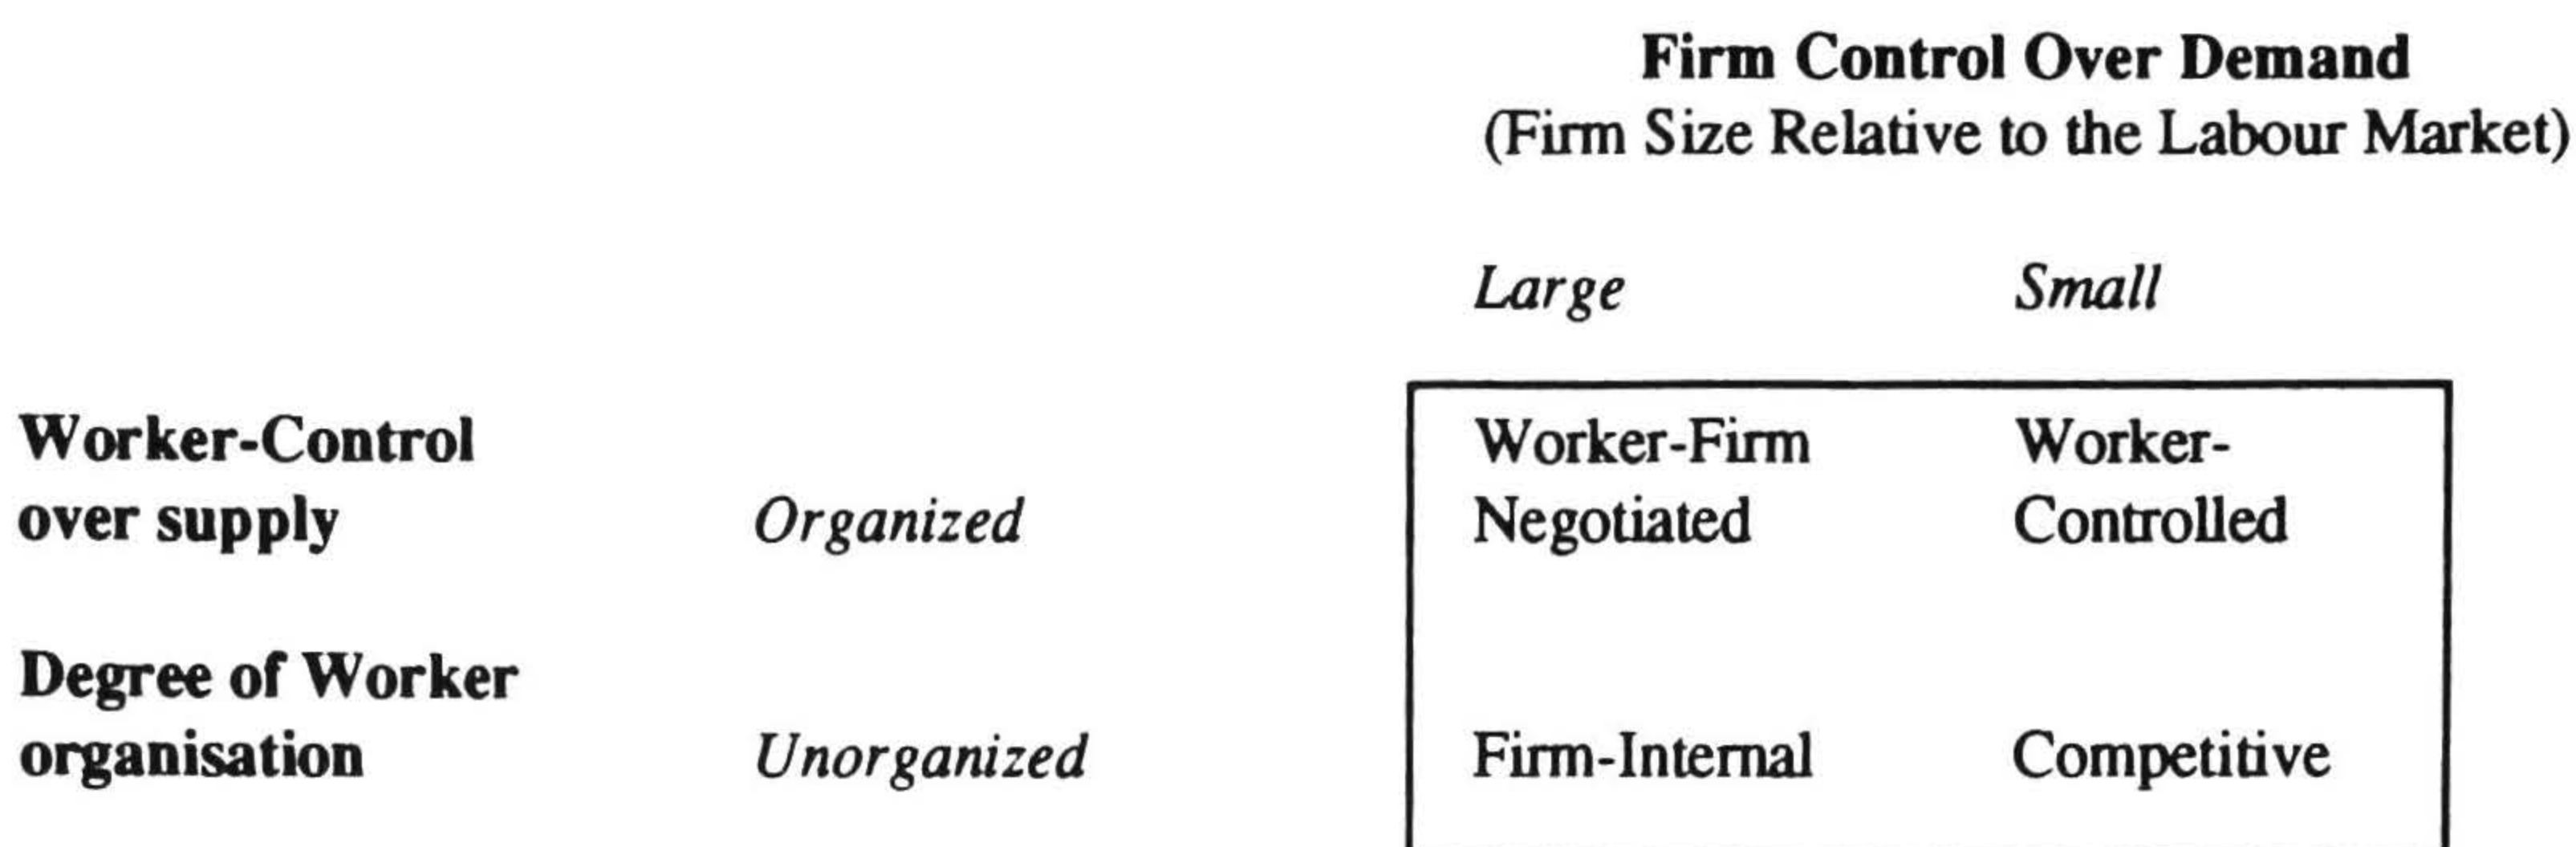 Firm Control Over Demand
(Firm Size Relative to the Labour Market)
Large Small
Worker-Control Worker-Firm Worker-
over supply Organized Negotiated Controlled
Degree of Worker
organisation Unorganized Firm-Internal Competitive